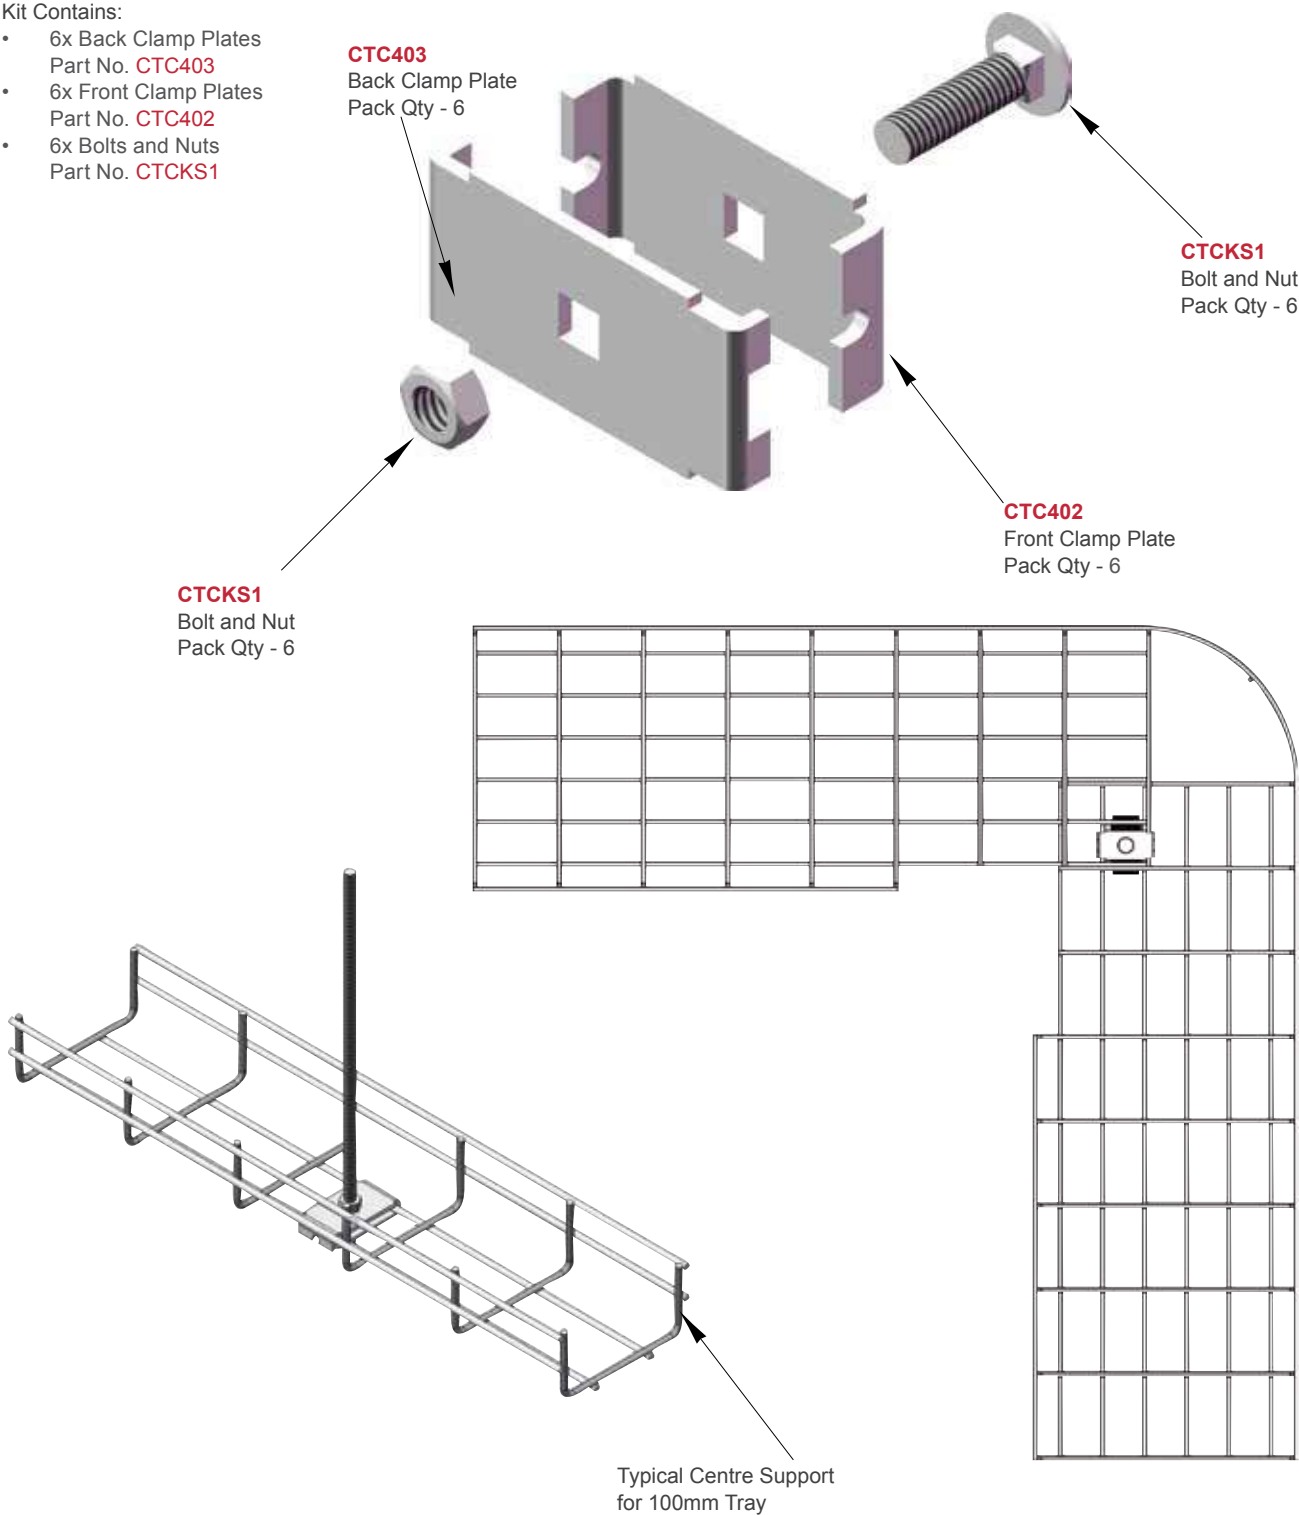 Kit Contains:
• 6x Back Clamp Plates
Part No. CTC403
• 6x Front Clamp Plates
Part No. CTC402
• 6x Bolts and Nuts
Part No. CTCKS1
CTC403
Back Clamp Plate
Pack Qty - 6
CTCKS1
Bolt and Nut
Pack Qty - 6
CTC402
Front Clamp Plate
Pack Qty - 6
CTCKS1
Bolt and Nut
Pack Qty - 6
Typical Centre Support
for 100mm Tray